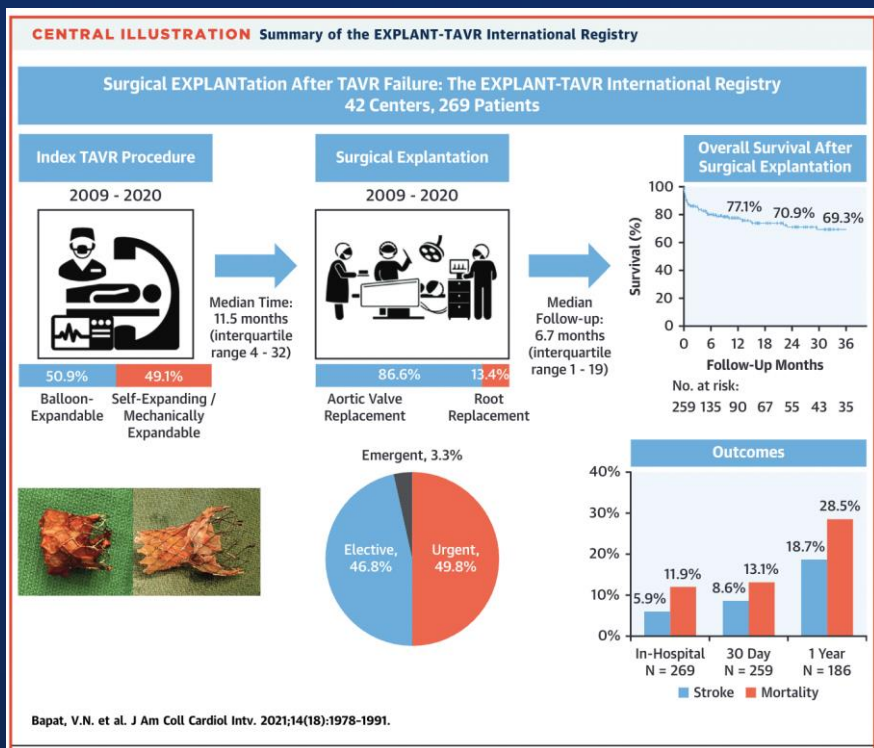 CENTRAL ILLUSTRATION Summary of the EXPLANT-TAVR International Registry
Surgical EXPLANTation After TAVR Failure: The EXPLANT-TAVR International Registry
42 Centers, 269 Patients
Index TAVR Procedure
2009 - 2020
50.9%
49.1%
Balloon-
Expandable
Self-Expanding /
Mechanically
Expandable
Median Time:
11.5 months
(interquartile
range 4 - 32)
Surgical Explantation
2009 - 2020
86.6%
13.4%
Aortic Valve
Replacement
Root
Replacement
Median
Follow-up:
6.7 months
(interquartile
range 1 - 19)
Overall Survival After
Surgical Explantation
Survival (%)
100
80
60
40
20
0
77.1%
70.9%
69.3%
0 6 12 18 24 30 36
Follow-Up Months
No. at risk:
259 135 90 67 55 43 35
Emergent, 3.3%
Elective,
46.8%
Urgent,
49.8%
Outcomes
40%
30%
20%
10%
0%
5.9%
11.9%
8.6%
13.1%
18.7%
28.5%
In-Hospital
N = 269
30 Day
N = 259
1 Year
N = 186
Stroke
Mortality
Bapat, V.N. et al. J Am Coll Cardiol Intv. 2021;14(18):1978-1991.